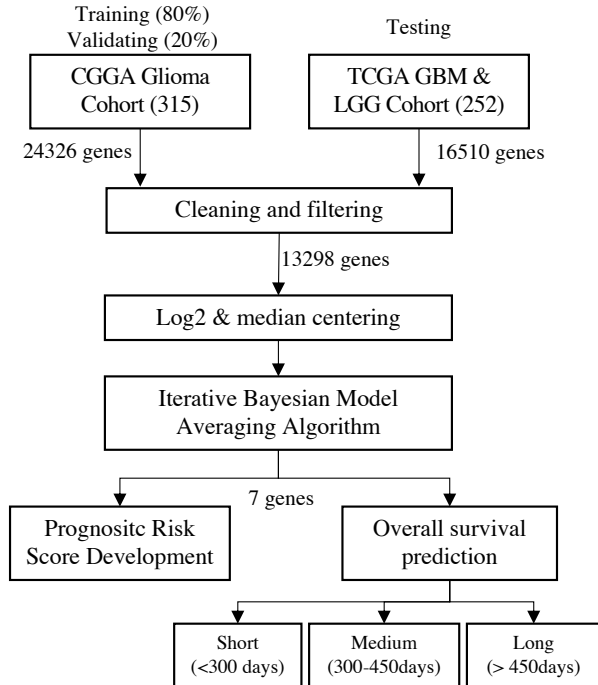 Training (80%)
Validating (20%)
Testing
CGGA Glioma
Cohort (315)
TCGA GBM &
LGG Cohort (252)
24326 genes
16510 genes
Cleaning and filtering
13298 genes
Log2 & median centering
Iterative Bayesian Model
Averaging Algorithm
7 genes
Prognositc Risk
Score Development
Overall survival
prediction
Short
(<300 days)
Medium
(300-450days)
Long
(> 450days)